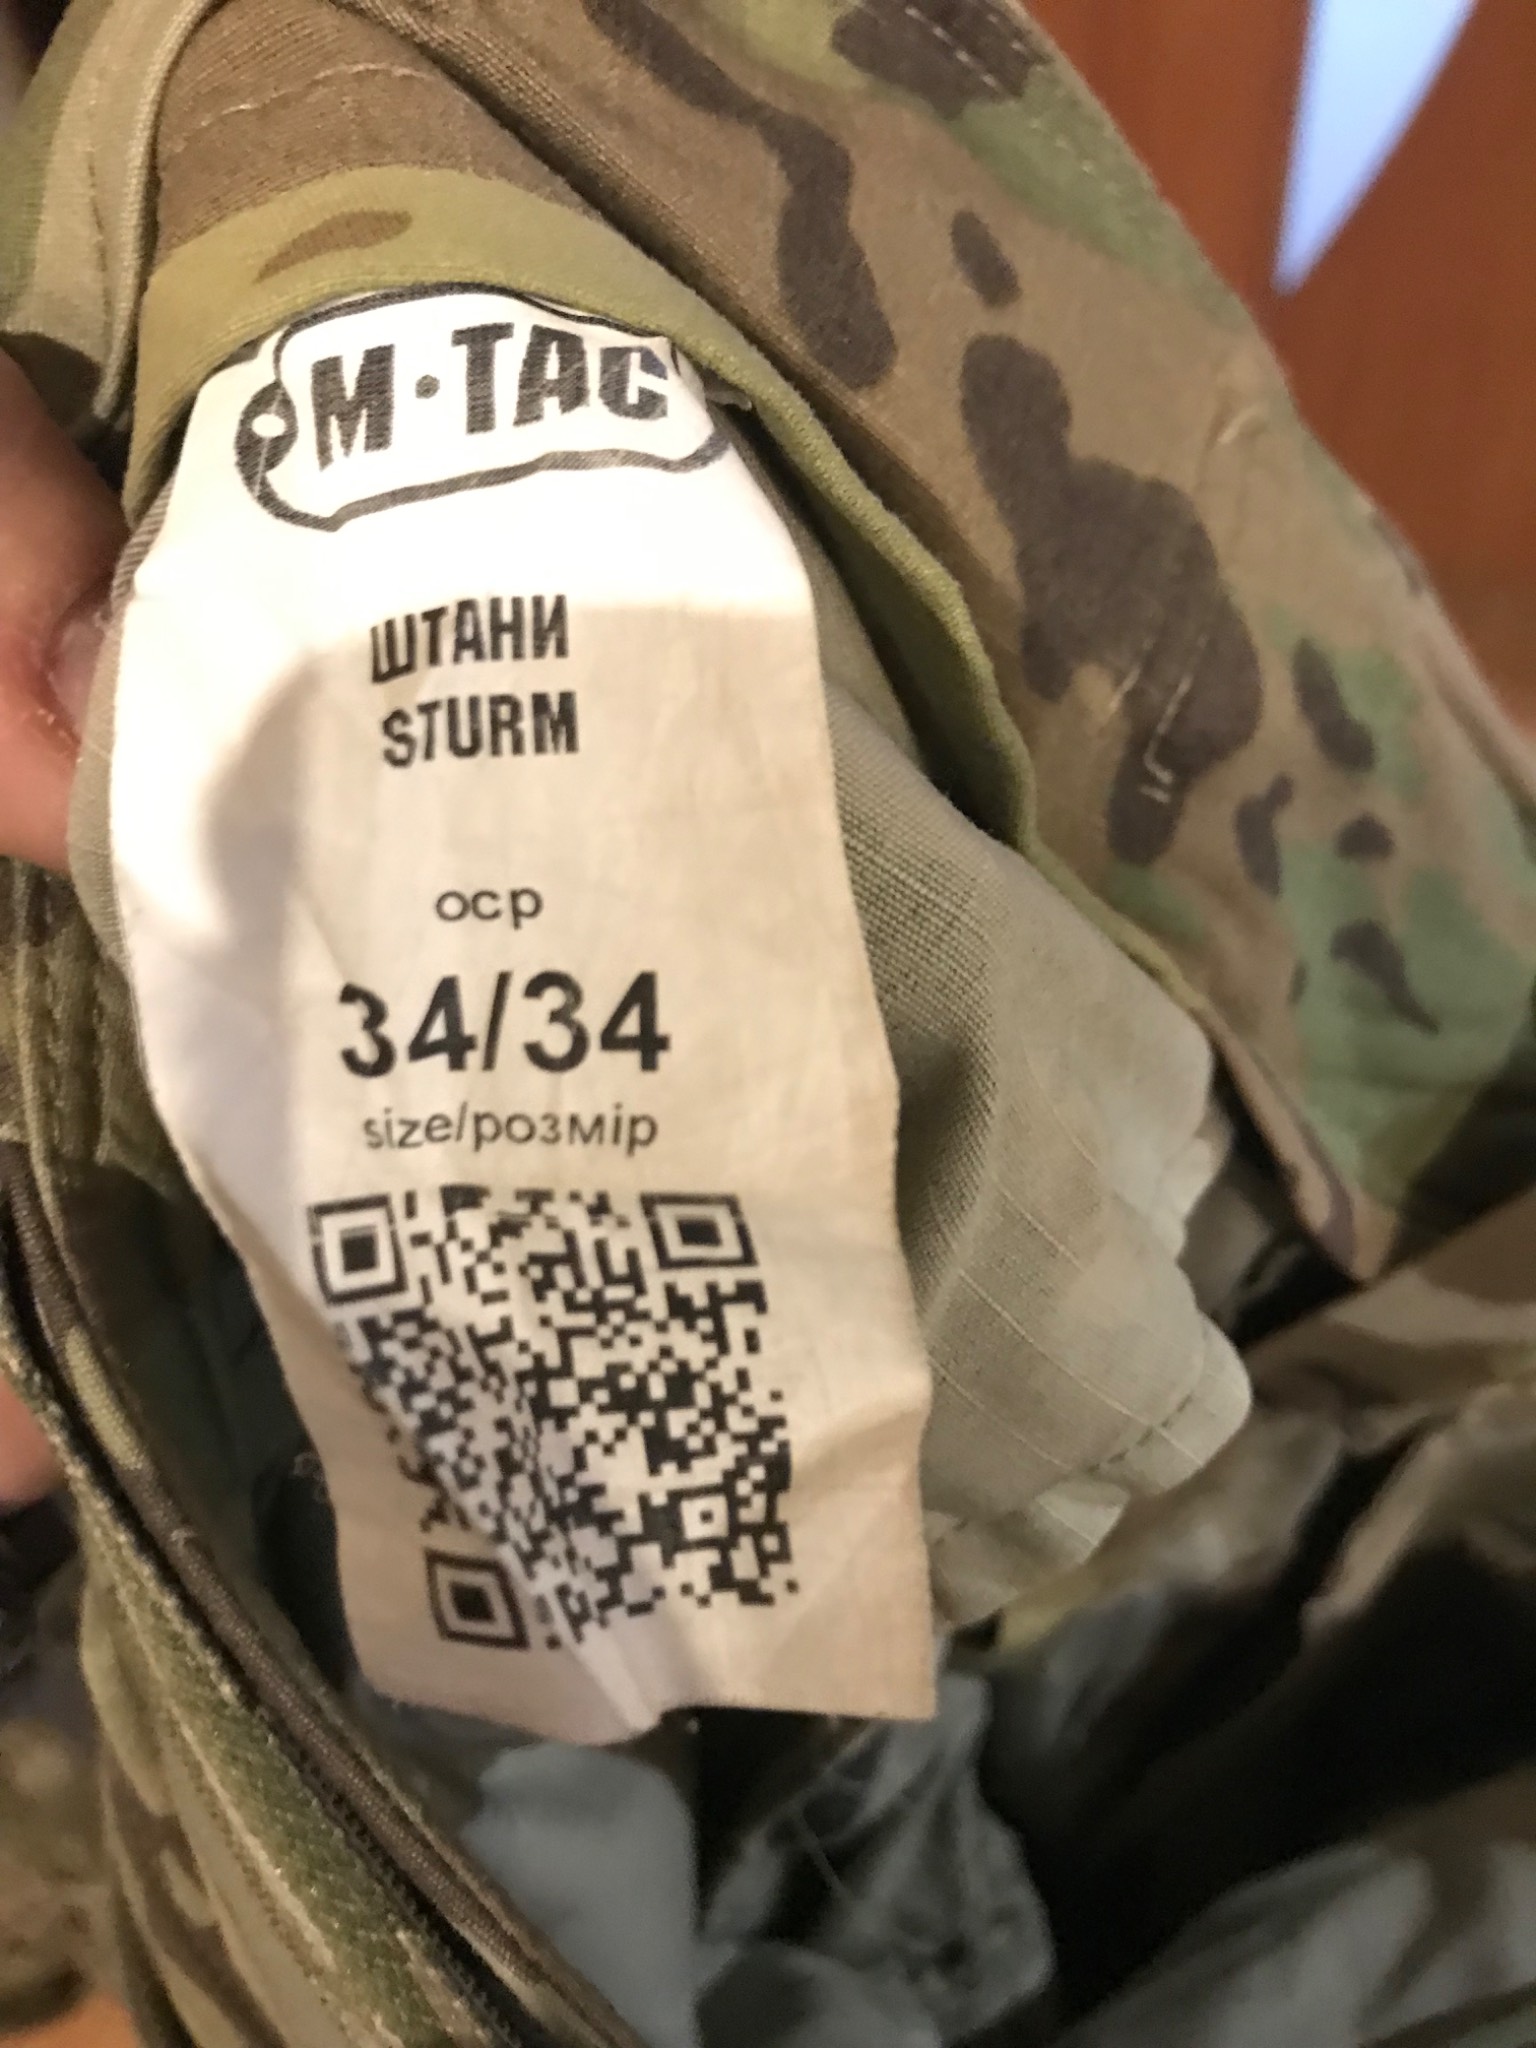 M·TAC
ШТАНИ
STURM
ocp
34/34
size/розмір